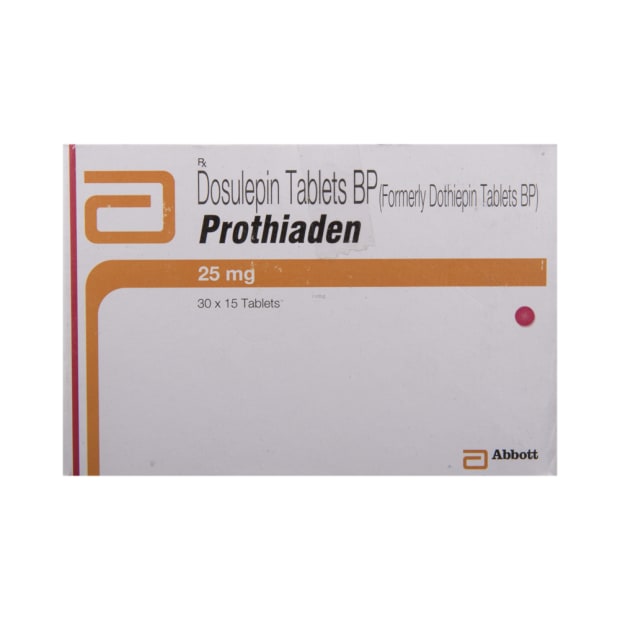 Rx
Dosulepin Tablets BP (Formerly Dothiepin Tablets BP)
Prothiaden
25 mg
30 x 15 Tablets
Abbott